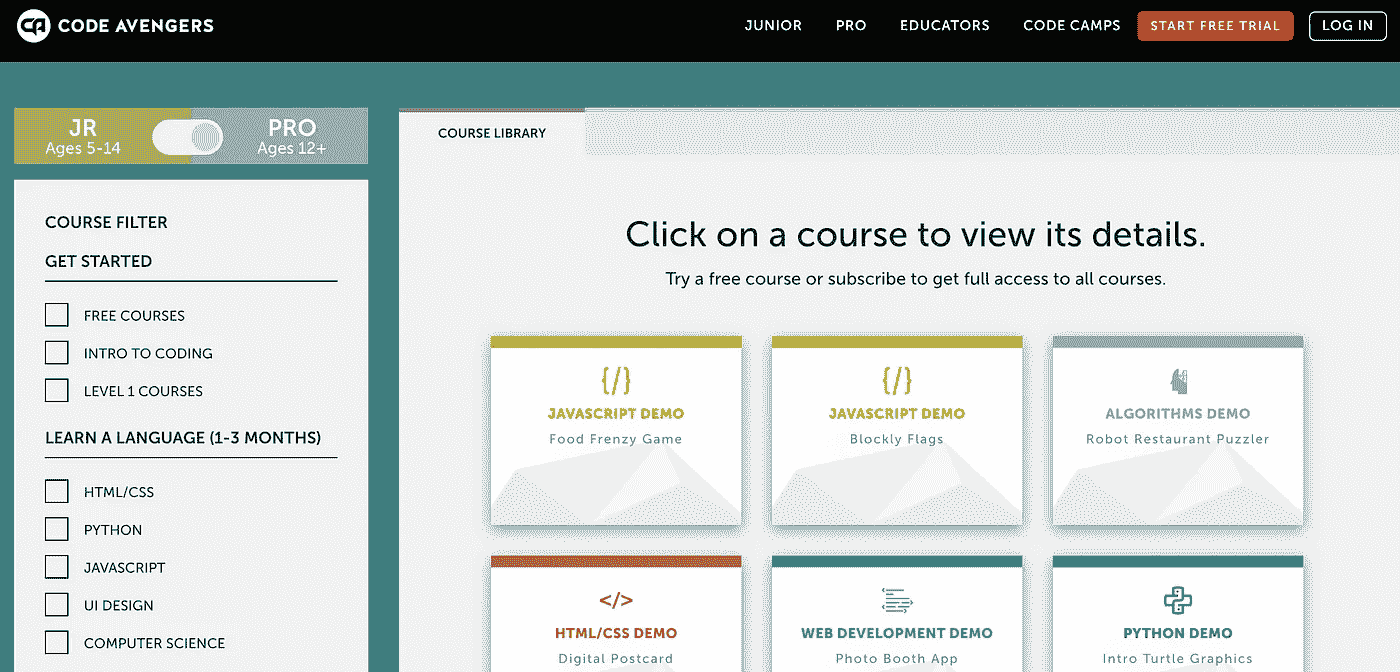 CODE AVENGERS
JUNIOR PRO EDUCATORS CODE CAMPS START FREE TRIAL LOG IN
JR PRO
Ages 5-14 Ages 12+
COURSE FILTER
GET STARTED
FREE COURSES
INTRO TO CODING
LEVEL 1 COURSES
LEARN A LANGUAGE (1-3 MONTHS)
HTML/CSS
PYTHON
JAVASCRIPT
UI DESIGN
COMPUTER SCIENCE
COURSE LIBRARY
Click on a course to view its details.
Try a free course or subscribe to get full access to all courses.
{/}
JAVASCRIPT DEMO
Food Frenzy Game
{/}
JAVASCRIPT DEMO
Blockly Flags
ALGORITHMS DEMO
Robot Restaurant Puzzler
</>
HTML/CSS DEMO
Digital Postcard
WEB DEVELOPMENT DEMO
Photo Booth App
PYTHON DEMO
Intro Turtle Graphics